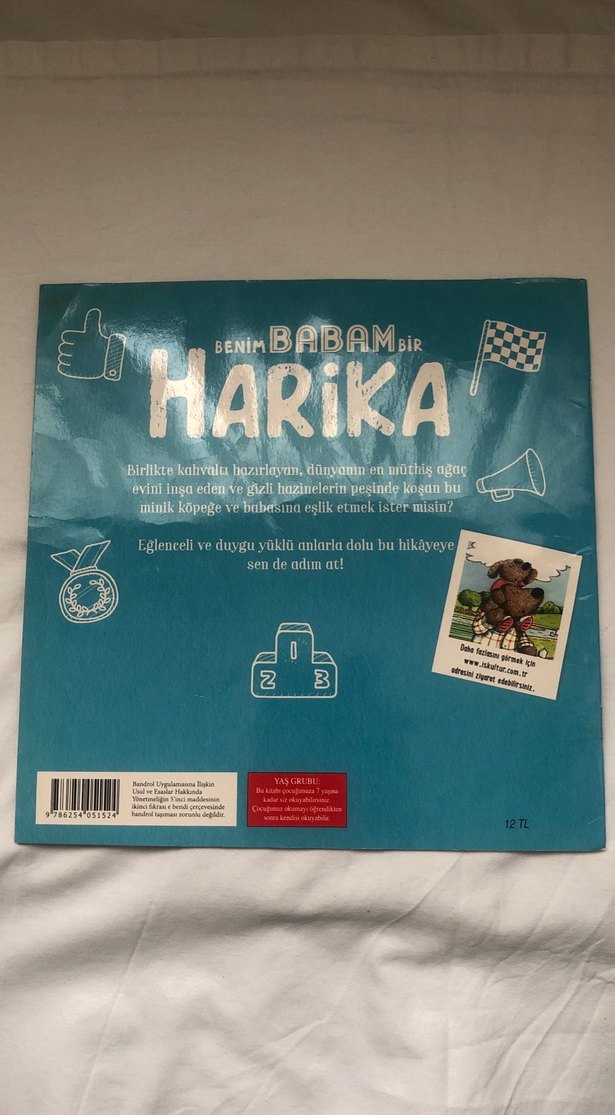 BENİM BABAM BİR
HARİKA
Birlikte kahvaltı hazırlayan, dünyanın en müthiş ağaç
evini inşa eden ve gizli hazinelerin peşinde koşan bu
minik köpeğe ve babasına eşlik etmek ister misin?
Eğlenceli ve duygu yüklü anlarla dolu bu hikâyeye
sen de adım at!
1
2 3
Daha fazlasını görmek için
www.iskultur.com.tr
adresini ziyaret edebilirsiniz.
Bandrol Uygulamasına İlişkin
Usul ve Esaslar Hakkında
Yönetmeliğin 5'inci maddesinin
ikinci fıkrası e bendi çerçevesinde
bandrol taşıması zorunlu değildir.
9 786254 051524
YAŞ GRUBU:
Bu kitabı çocuğunuza 7 yaşına
kadar siz okuyabilirsiniz.
Çocuğunuz okumayı öğrendikten
sonra kendisi okuyabilir.
12 TL